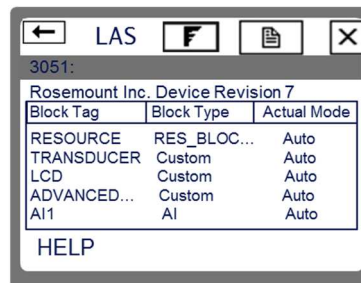 LAS
3051:
Rosemount Inc. Device Revision 7
Block Tag Block Type Actual Mode
RESOURCE RES_BLOC... Auto
TRANSDUCER Custom Auto
LCD Custom Auto
ADVANCED... Custom Auto
AI1 AI Auto
HELP